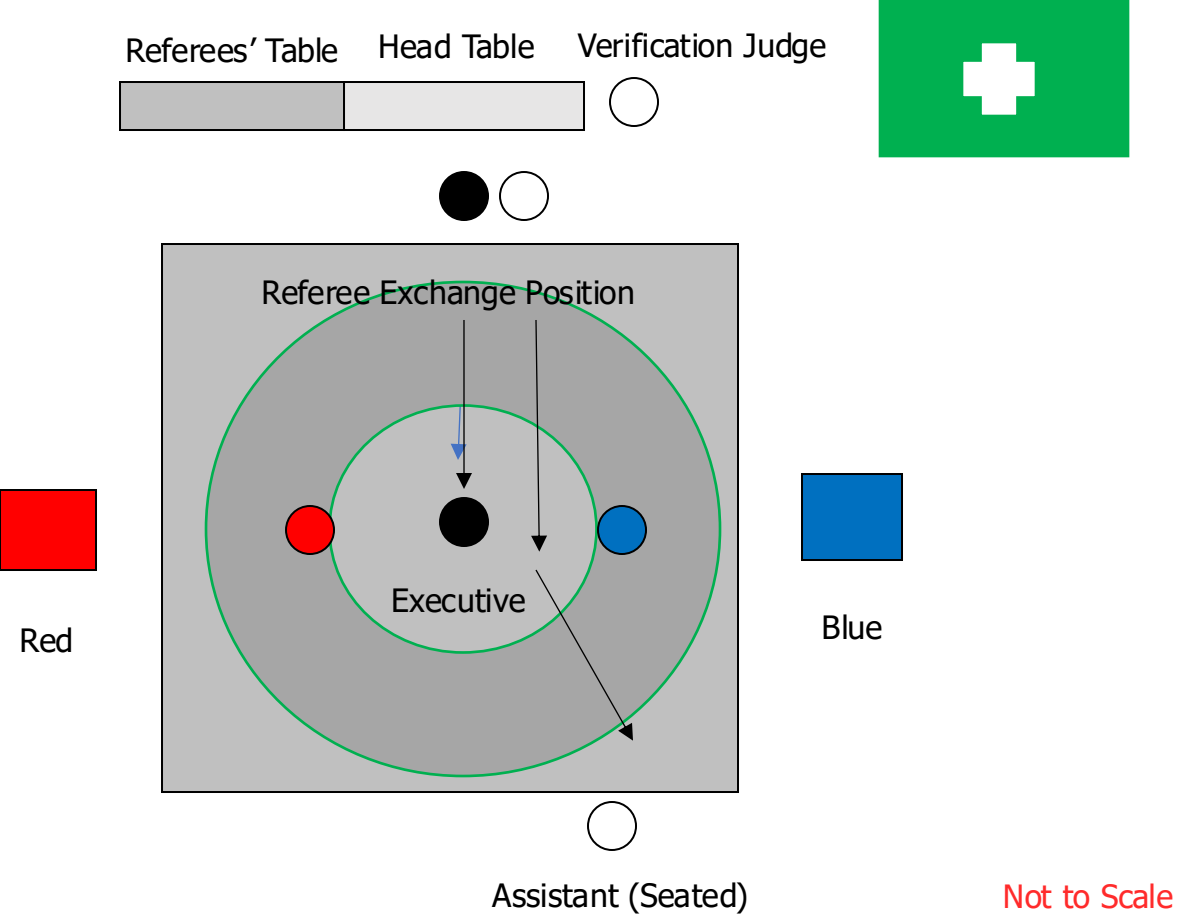 Referees’ Table
Head Table
Verification Judge
Referee Exchange Position
Executive
Red
Blue
Assistant (Seated)
Not to Scale